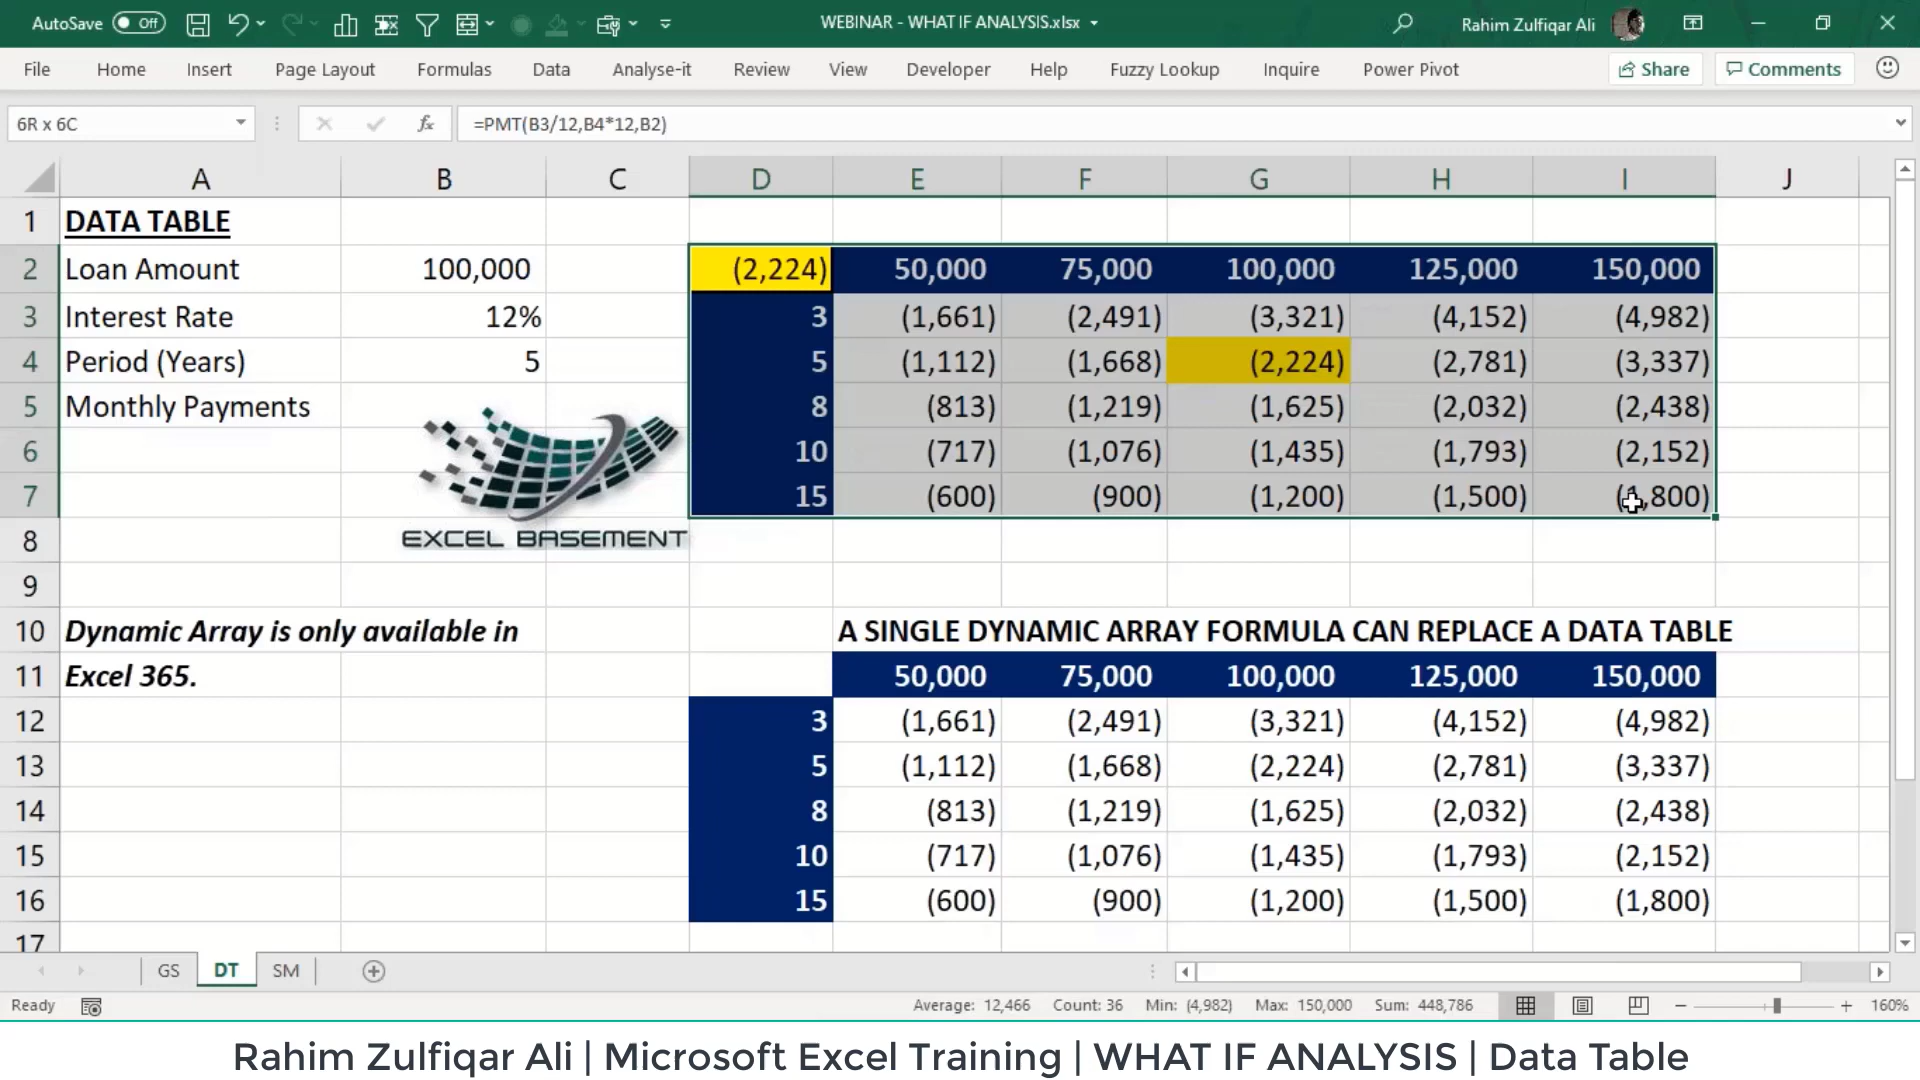 AutoSave Off WEBINAR - WHAT IF ANALYSIS.xlsx Rahim Zulfiqar Ali
File Home Insert Page Layout Formulas Data Analyse-it Review View Developer Help Fuzzy Lookup Inquire Power Pivot Share Comments
6R x 6C fx =PMT(B3/12,B4*12,B2)
A B C D E F G H I J
1 DATA TABLE
2 Loan Amount 100,000 (2,224) 50,000 75,000 100,000 125,000 150,000
3 Interest Rate 12% 3 (1,661) (2,491) (3,321) (4,152) (4,982)
4 Period (Years) 5 5 (1,112) (1,668) (2,224) (2,781) (3,337)
5 Monthly Payments 8 (813) (1,219) (1,625) (2,032) (2,438)
6 10 (717) (1,076) (1,435) (1,793) (2,152)
7 15 (600) (900) (1,200) (1,500) (1,800)
EXCEL BASEMENT
8
9
10 Dynamic Array is only available in A SINGLE DYNAMIC ARRAY FORMULA CAN REPLACE A DATA TABLE
11 Excel 365. 50,000 75,000 100,000 125,000 150,000
12 3 (1,661) (2,491) (3,321) (4,152) (4,982)
13 5 (1,112) (1,668) (2,224) (2,781) (3,337)
14 8 (813) (1,219) (1,625) (2,032) (2,438)
15 10 (717) (1,076) (1,435) (1,793) (2,152)
16 15 (600) (900) (1,200) (1,500) (1,800)
17
GS DT SM
Ready Average: 12,466 Count: 36 Min: (4,982) Max: 150,000 Sum: 448,786 160%
Rahim Zulfiqar Ali | Microsoft Excel Training | WHAT IF ANALYSIS | Data Table